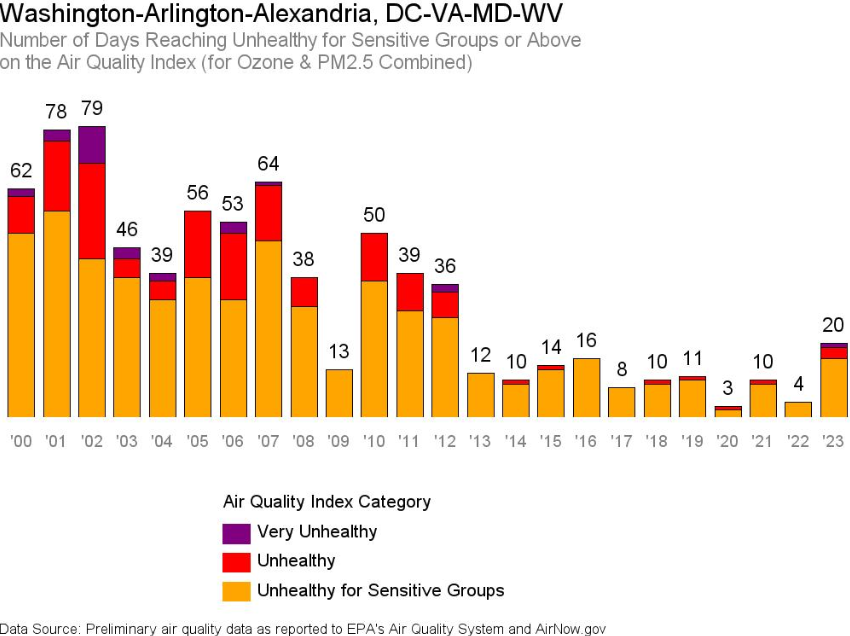 Washington-Arlington-Alexandria, DC-VA-MD-WV
Number of Days Reaching Unhealthy for Sensitive Groups or Above
on the Air Quality Index (for Ozone & PM2.5 Combined)
62 78 79 46 39 56 53 64 38 13 50 39 36 12 10 14 16 8 10 11 3 10 4 20
'00 '01 '02 '03 '04 '05 '06 '07 '08 '09 '10 '11 '12 '13 '14 '15 '16 '17 '18 '19 '20 '21 '22 '23
Air Quality Index Category
Very Unhealthy
Unhealthy
Unhealthy for Sensitive Groups
Data Source: Preliminary air quality data as reported to EPA's Air Quality System and AirNow.gov